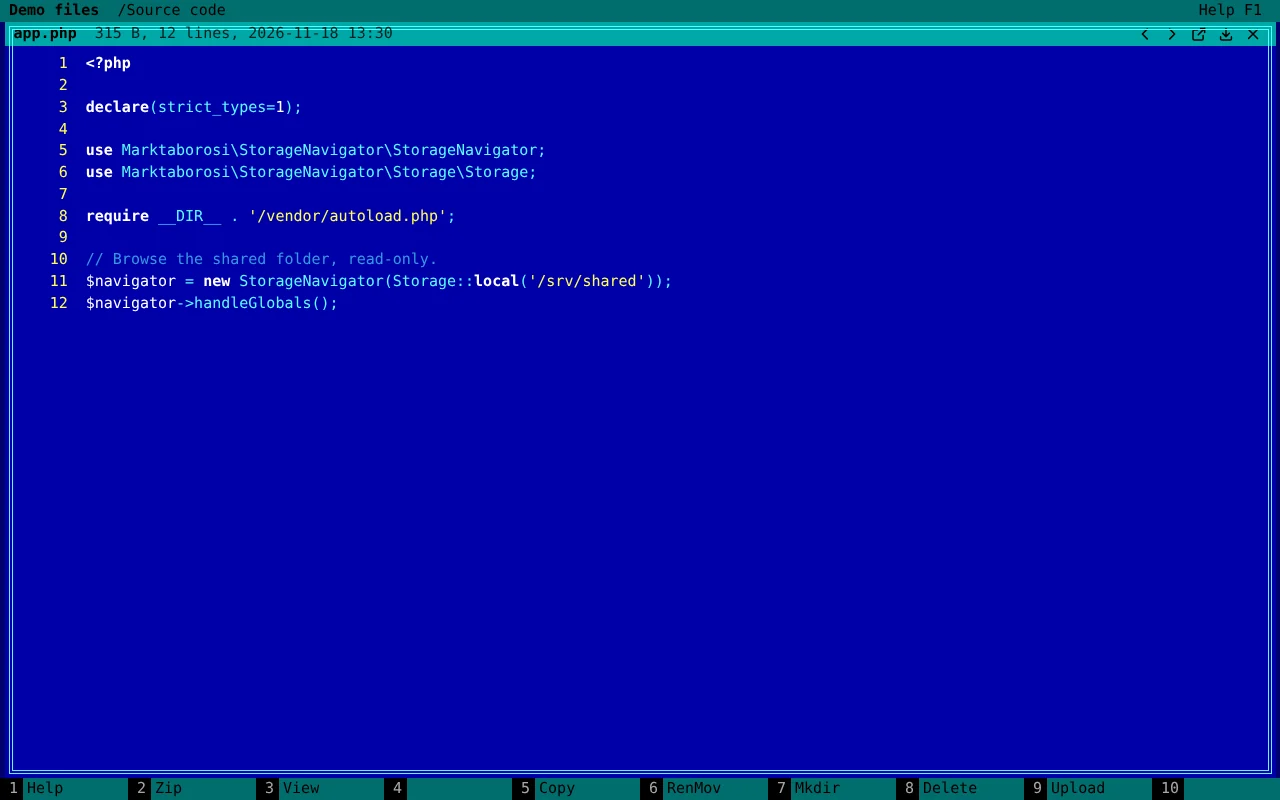 Demo files /Source code Help F1
app.php 315 B, 12 lines, 2026-11-18 13:30
1 <?php
2
3 declare(strict_types=1);
4
5 use Marktaborosi\StorageNavigator\StorageNavigator;
6 use Marktaborosi\StorageNavigator\Storage\Storage;
7
8 require __DIR__ . '/vendor/autoload.php';
9
10 // Browse the shared folder, read-only.
11 $navigator = new StorageNavigator(Storage::local('/srv/shared'));
12 $navigator->handleGlobals();
1 Help 2 Zip 3 View 4 5 Copy 6 RenMov 7 Mkdir 8 Delete 9 Upload 10